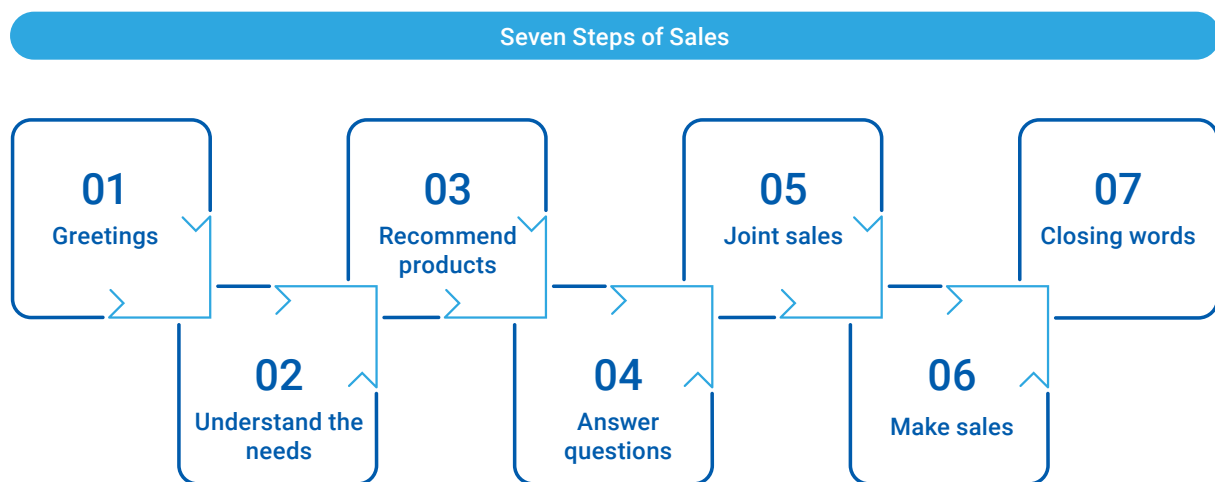 Seven Steps of Sales
01
Greetings
02
Understand the
needs
03
Recommend
products
04
Answer
questions
05
Joint sales
06
Make sales
07
Closing words